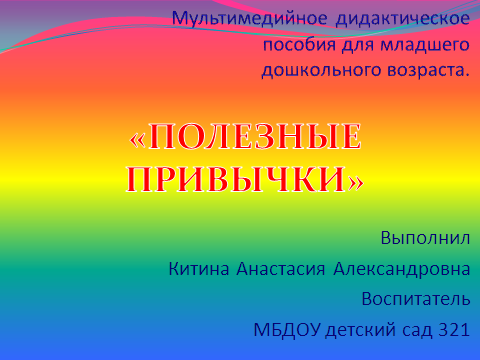 Мультимедийное дидактическое
пособия для младшего
дошкольного возраста.
«ПОЛЕЗНЫЕ
ПРИВЫЧКИ»
Выполнил
Китина Анастасия Александровна
Воспитатель
МБДОУ детский сад 321